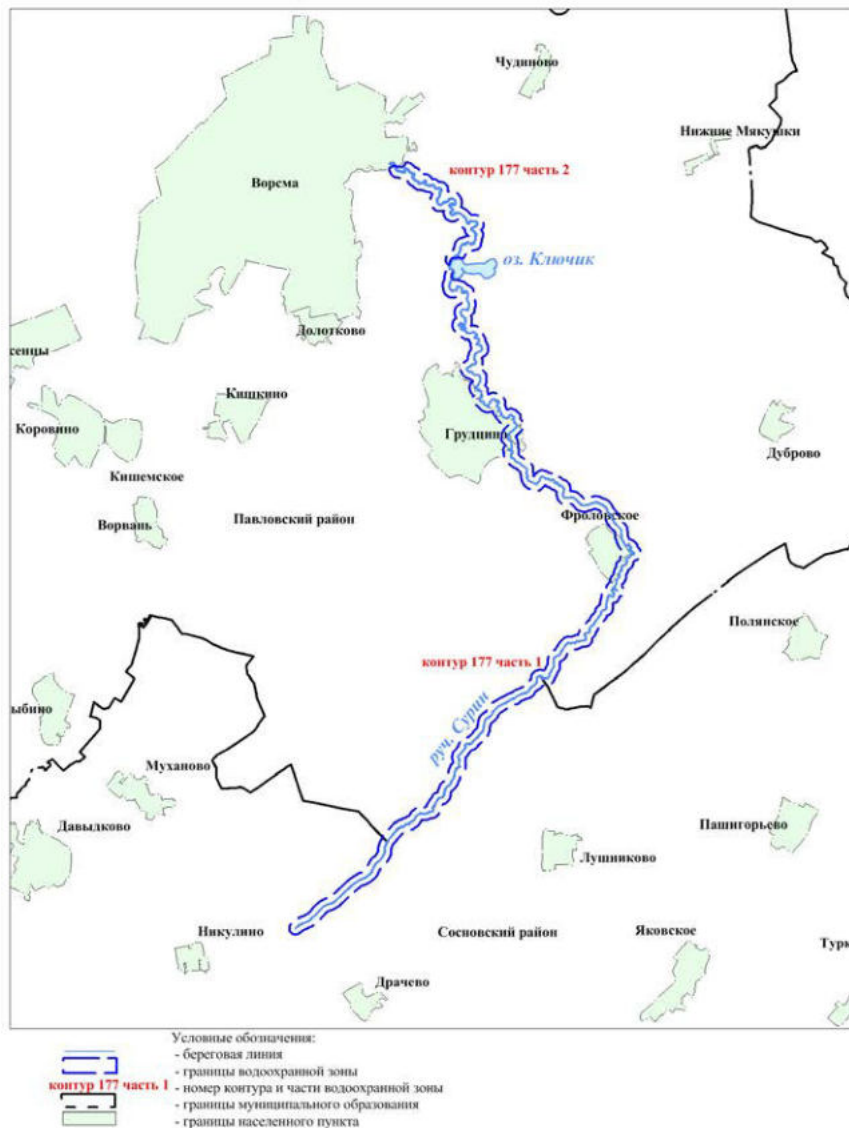 Чудиново
Нижние Мякушки
контур 177 часть 2
Ворсма
оз. Ключик
Долотково
сенцы
Кишкино
Коровино
Грудцино
Дуброво
Кишемское
Ворвань
Павловский район
Фроловское
Полянское
контур 177 часть 1
ыбино
руч. Сурин
Муханово
Давыдково
Пашигорьево
Лушниково
Никулино
Сосновский район
Яковское
Турк
Драчево
Условные обозначения:
- береговая линия
- границы водоохранной зоны
контур 177 часть 1 - номер контура и части водоохранной зоны
- границы муниципального образования
- границы населенного пункта